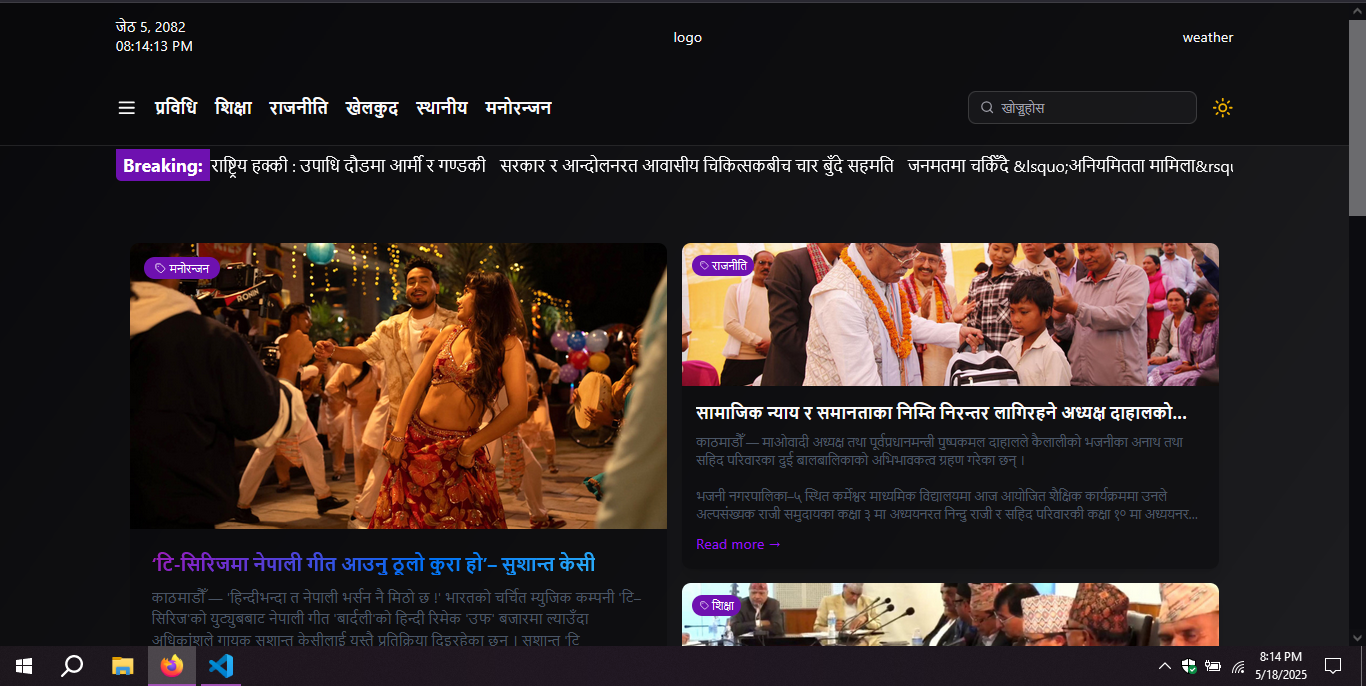 जेठ 5, 2082
08:14:13 PM
logo
weather
प्रविधि शिक्षा राजनीति खेलकुद स्थानीय मनोरन्जन
खोज्नुहोस
Breaking: राष्ट्रिय हक्की : उपाधि दौडमा आर्मी र गण्डकी सरकार र आन्दोलनरत आवासीय चिकित्सकबीच चार बुँदे सहमति जनमतमा चर्किँदै &lsquo;अनियमितता मामिला&rsqu
मनोरन्जन
RONIN
‘टि-सिरिजमा नेपाली गीत आउनु ठूलो कुरा हो’– सुशान्त केसी
काठमाडौँ — ‘हिन्दीभन्दा त नेपाली भर्सन नै मिठो छ !’ भारतको चर्चित म्युजिक कम्पनी ‘टि–
सिरिज’को युट्युबबाट नेपाली गीत ‘बार्दली’को हिन्दी रिमेक ‘उफ’ बजारमा ल्याउँदा
अधिकांशले गायक सुशान्त केसीलाई यस्तै प्रतिक्रिया दिइरहेका छन् । सुशान्त ‘टि
राजनीति
सामाजिक न्याय र समानताका निम्ति निरन्तर लागिरहने अध्यक्ष दाहालको...
काठमाडौँ — माओवादी अध्यक्ष तथा पूर्वप्रधानमन्त्री पुष्पकमल दाहालले कैलालीको भजनीका अनाथ तथा
सहिद परिवारका दुई बालबालिकाको अभिभावकत्व ग्रहण गरेका छन् ।
भजनी नगरपालिका–५ स्थित कर्मेश्वर माध्यमिक विद्यालयमा आज आयोजित शैक्षिक कार्यक्रममा उनले
अल्पसंख्यक राजी समुदायका कक्षा ३ मा अध्ययनरत निन्दु राजी र सहिद परिवारकी कक्षा १० मा अध्ययनर...
Read more →
शिक्षा
8:14 PM
5/18/2025